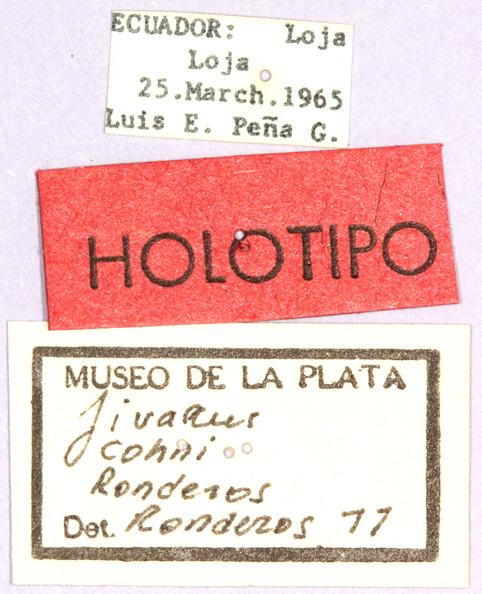 ECUADOR: Loja
Loja
25.March.1965
Luis E. Peña G.
HOLOTIPO
MUSEO DE LA PLATA
Jivarus
cohni
Ronderos
Det. Ronderos 77